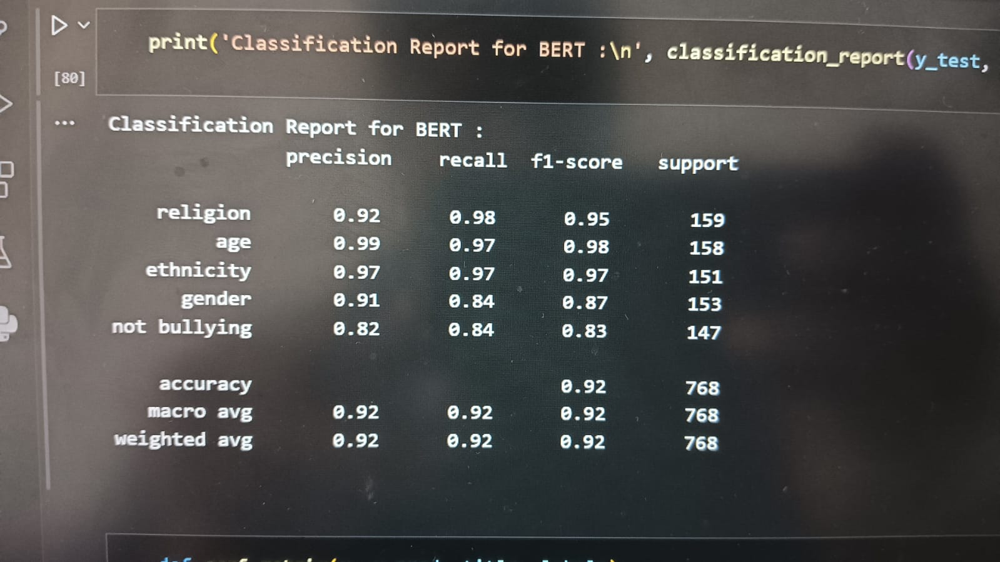 print('Classification Report for BERT :\n', classification_report(y_test,
[80]
... Classification Report for BERT :
precision recall f1-score support
religion 0.92 0.98 0.95 159
age 0.99 0.97 0.98 158
ethnicity 0.97 0.97 0.97 151
gender 0.91 0.84 0.87 153
not bullying 0.82 0.84 0.83 147
accuracy 0.92 768
macro avg 0.92 0.92 0.92 768
weighted avg 0.92 0.92 0.92 768